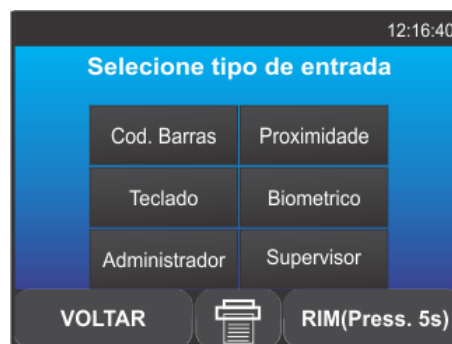 12:16:40
Selecione tipo de entrada
Cod. Barras Proximidade
Teclado Biometrico
Administrador Supervisor
VOLTAR RIM(Press. 5s)